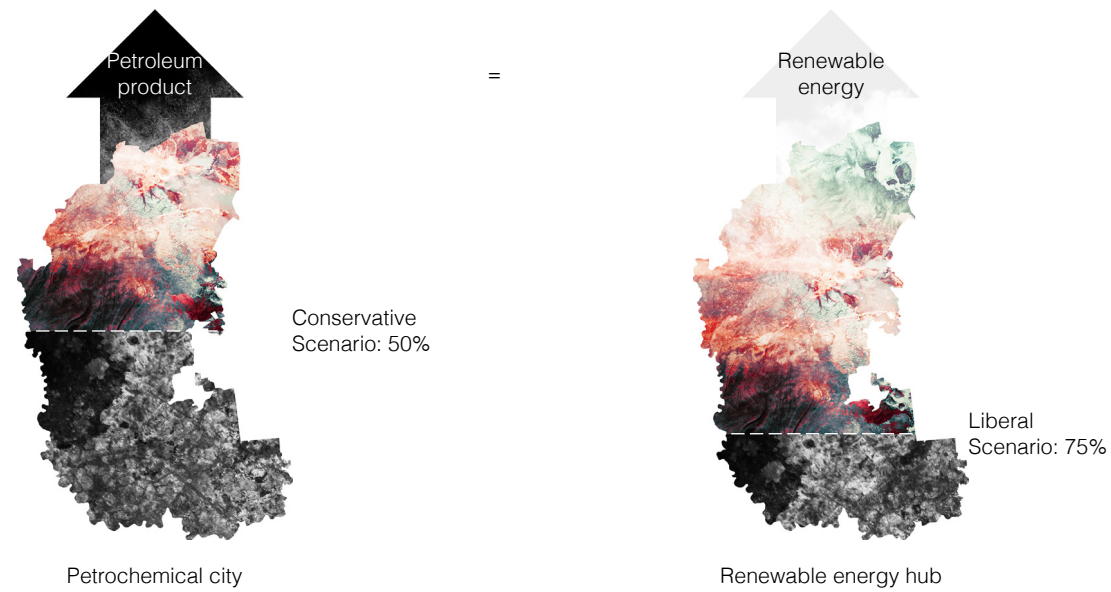 Petroleum
product
=
Renewable
energy
Conservative
Scenario: 50%
Liberal
Scenario: 75%
Petrochemical city
Renewable energy hub